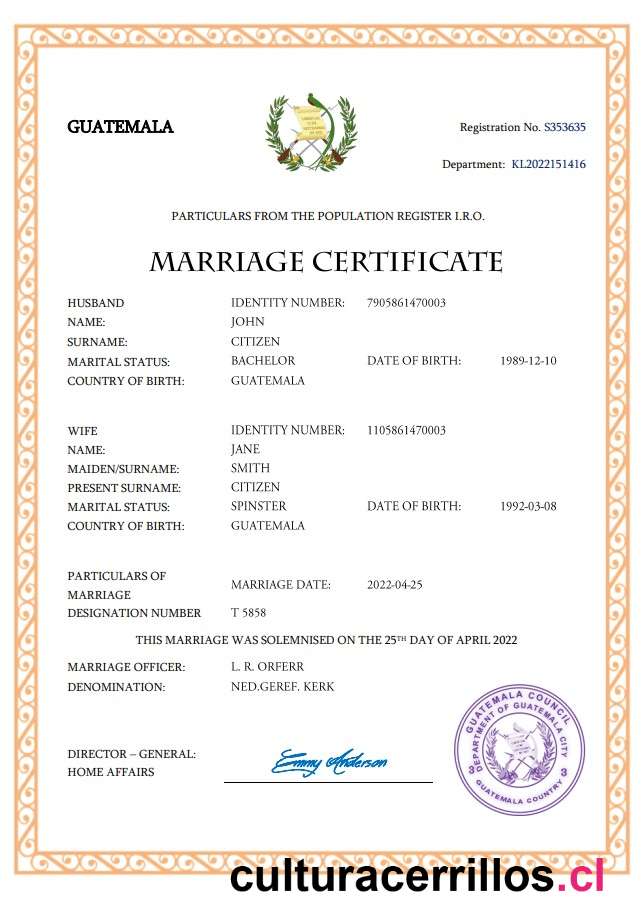 GUATEMALA
Registration No. S353635
Department: KL2022151416
PARTICULARS FROM THE POPULATION REGISTER I.R.O.
MARRIAGE CERTIFICATE
HUSBAND IDENTITY NUMBER: 7905861470003
NAME: JOHN
SURNAME: CITIZEN
MARITAL STATUS: BACHELOR DATE OF BIRTH: 1989-12-10
COUNTRY OF BIRTH: GUATEMALA
WIFE IDENTITY NUMBER: 1105861470003
NAME: JANE
MAIDEN/SURNAME: SMITH
PRESENT SURNAME: CITIZEN
MARITAL STATUS: SPINSTER DATE OF BIRTH: 1992-03-08
COUNTRY OF BIRTH: GUATEMALA
PARTICULARS OF
MARRIAGE MARRIAGE DATE: 2022-04-25
DESIGNATION NUMBER T 5858
THIS MARRIAGE WAS SOLEMNISED ON THE 25TH DAY OF APRIL 2022
MARRIAGE OFFICER: L. R. ORFERR
DENOMINATION: NED.GEREF. KERK
DIRECTOR – GENERAL:
HOME AFFAIRS
Emmy Anderson
GUATEMALA COUNCIL
DEPARTMENT OF GUATEMALA CITY
3 3
GUATEMALA COUNTRY
culturacerrillos.cl